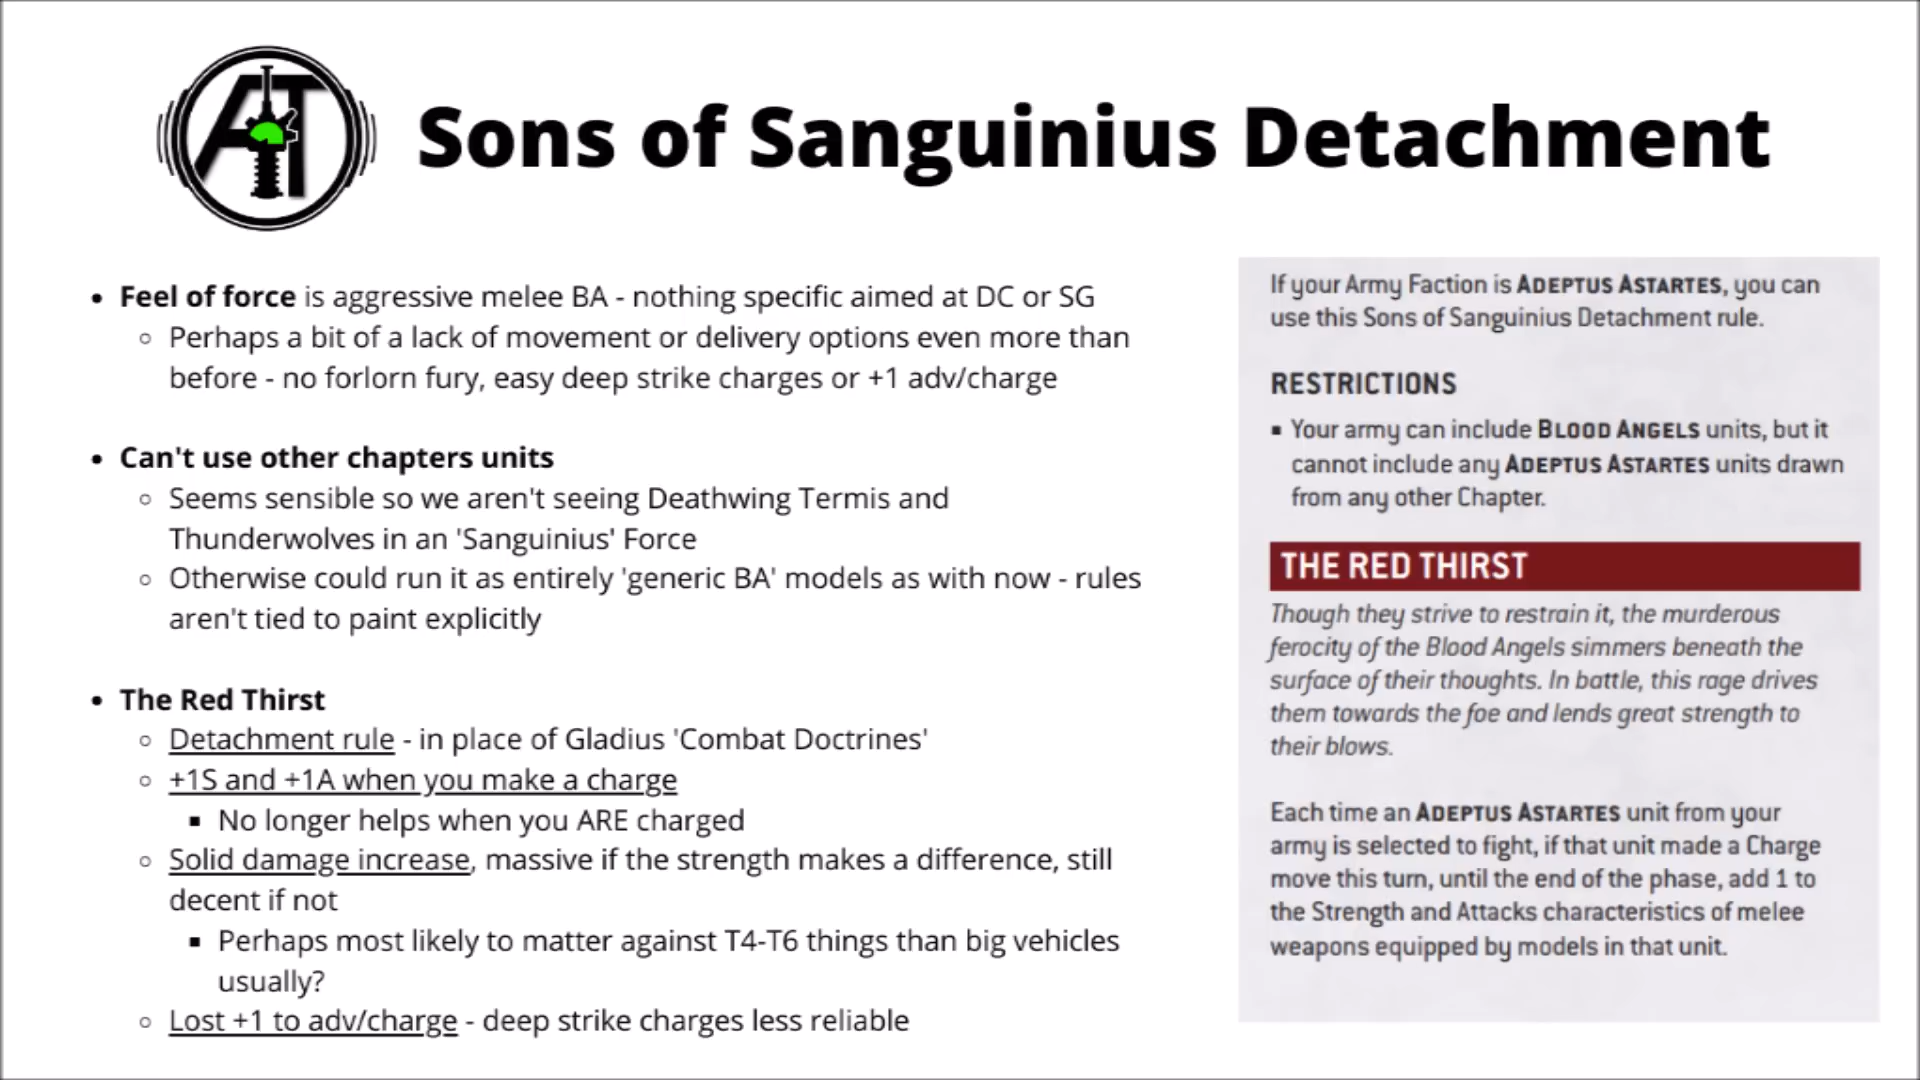 AT
Sons of Sanguinius Detachment
• Feel of force is aggressive melee BA - nothing specific aimed at DC or SG
○ Perhaps a bit of a lack of movement or delivery options even more than
before - no forlorn fury, easy deep strike charges or +1 adv/charge
• Can't use other chapters units
○ Seems sensible so we aren't seeing Deathwing Termis and
Thunderwolves in an 'Sanguinius' Force
○ Otherwise could run it as entirely 'generic BA' models as with now - rules
aren't tied to paint explicitly
• The Red Thirst
○ Detachment rule - in place of Gladius 'Combat Doctrines'
○ +1S and +1A when you make a charge
▪ No longer helps when you ARE charged
○ Solid damage increase, massive if the strength makes a difference, still
decent if not
▪ Perhaps most likely to matter against T4-T6 things than big vehicles
usually?
○ Lost +1 to adv/charge - deep strike charges less reliable
If your Army Faction is ADEPTUS ASTARTES, you can
use this Sons of Sanguinius Detachment rule.
RESTRICTIONS
▪ Your army can include BLOOD ANGELS units, but it
cannot include any ADEPTUS ASTARTES units drawn
from any other Chapter.
THE RED THIRST
Though they strive to restrain it, the murderous
ferocity of the Blood Angels simmers beneath the
surface of their thoughts. In battle, this rage drives
them towards the foe and lends great strength to
their blows.
Each time an ADEPTUS ASTARTES unit from your
army is selected to fight, if that unit made a Charge
move this turn, until the end of the phase, add 1 to
the Strength and Attacks characteristics of melee
weapons equipped by models in that unit.